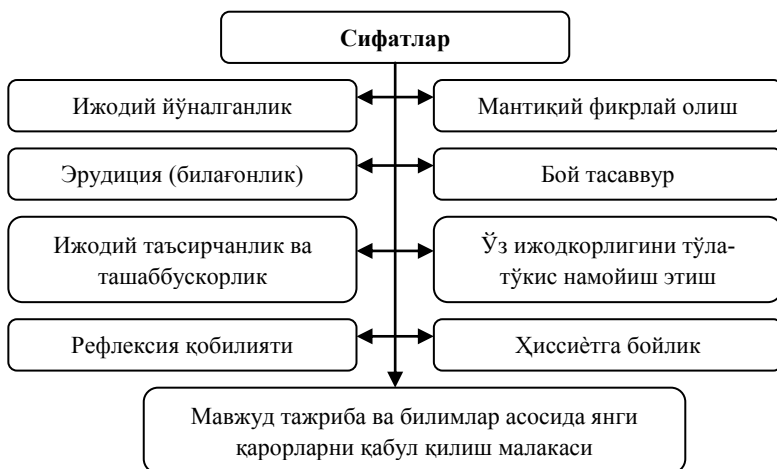 Сифатлар
Ижодий йўналганлик
Мантиқий фикрлай олиш
Эрудиция (билағонлик)
Бой тасаввур
Ижодий таъсирчанлик ва
ташаббускорлик
Ўз ижодкорлигини тўла-
тўкис намойиш этиш
Рефлексия қобилияти
Ҳиссиѐтга бойлик
Мавжуд тажриба ва билимлар асосида янги
қарорларни қабул қилиш малакаси